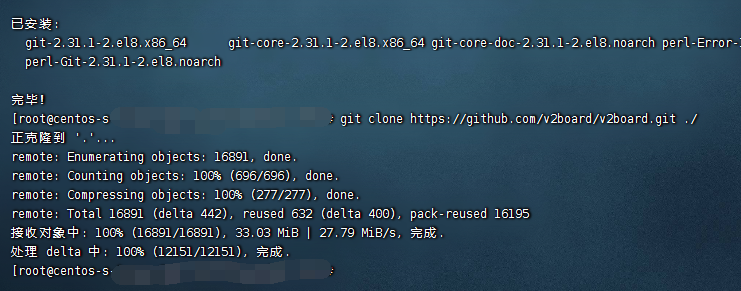 已安装:
git-2.31.1-2.el8.x86_64 git-core-2.31.1-2.el8.x86_64 git-core-doc-2.31.1-2.el8.noarch perl-Error-
perl-Git-2.31.1-2.el8.noarch
完毕!
[root@centos-s git clone https://github.com/v2board/v2board.git ./
正克隆到 '.'...
remote: Enumerating objects: 16891, done.
remote: Counting objects: 100% (696/696), done.
remote: Compressing objects: 100% (277/277), done.
remote: Total 16891 (delta 442), reused 632 (delta 400), pack-reused 16195
接收对象中: 100% (16891/16891), 33.03 MiB | 27.79 MiB/s, 完成.
处理 delta 中: 100% (12151/12151), 完成.
[root@centos-s